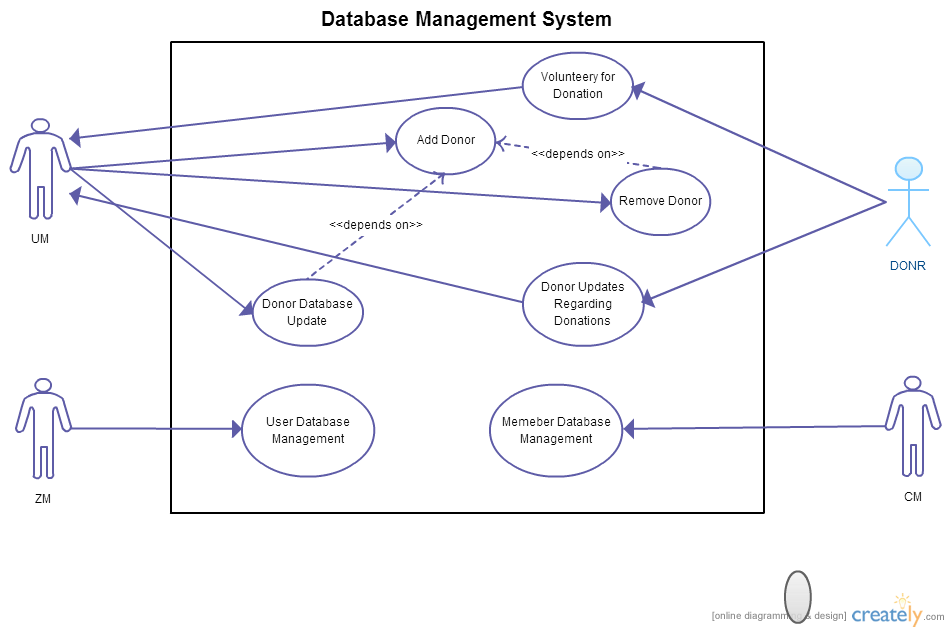 Database Management System
Volunteery for
Donation
Add Donor
<<depends on>>
Remove Donor
<<depends on>>
UM
DONR
Donor Updates
Regarding
Donations
Donor Database
Update
User Database
Management
Memeber Database
Management
ZM
CM
[online diagramming & design]
creately.com